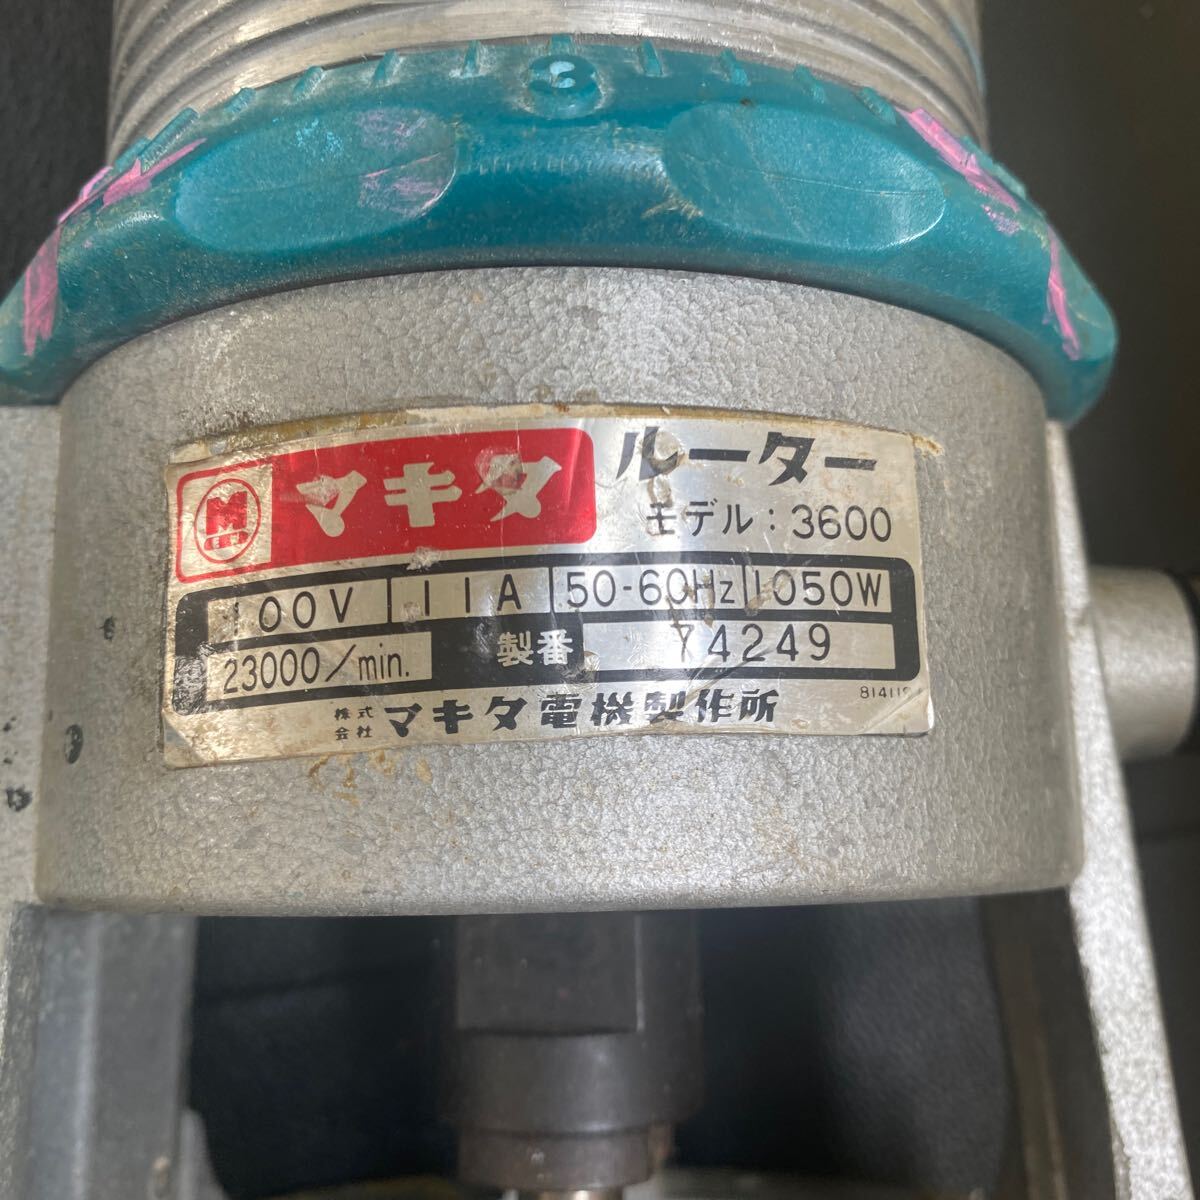 3
M マキタ ルーター
モデル: 3600
100V 11A 50-60Hz 1050W
23000/min. 製番 74249
株式会社 マキタ電機製作所